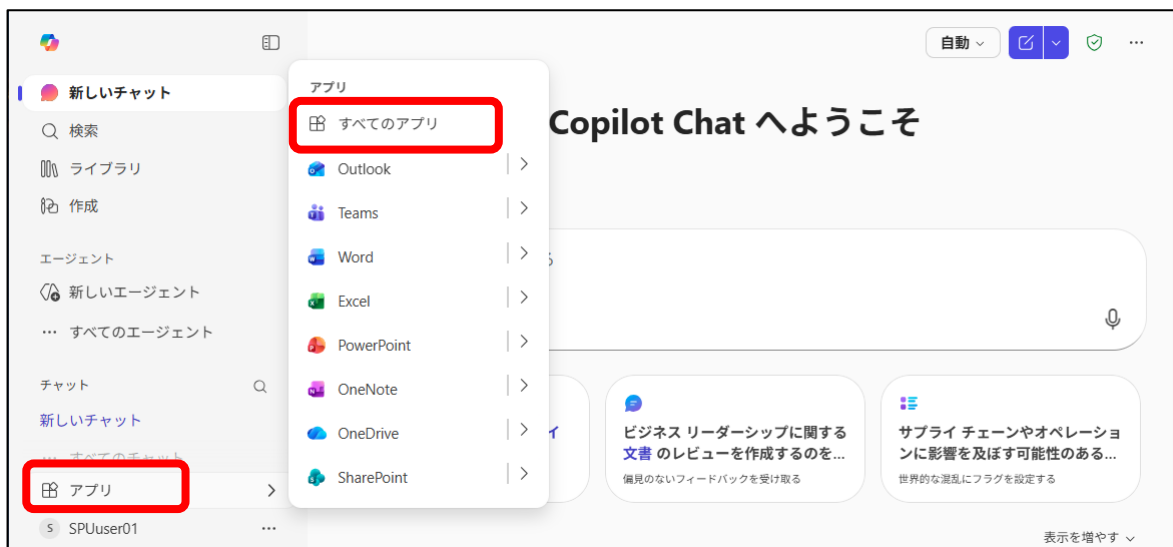 自動
新しいチャット
検索
ライブラリ
作成
エージェント
新しいエージェント
すべてのエージェント
チャット
新しいチャット
すべてのチャット
アプリ
S SPUuser01
アプリ
すべてのアプリ
Outlook
Teams
Word
Excel
PowerPoint
OneNote
OneDrive
SharePoint
Copilot Chat へようこそ
イ
ビジネス リーダーシップに関する
文書 のレビューを作成するのを...
偏見のないフィードバックを受け取る
サプライ チェーンやオペレーショ
ンに影響を及ぼす可能性のある...
世界的な混乱にフラグを設定する
表示を増やす